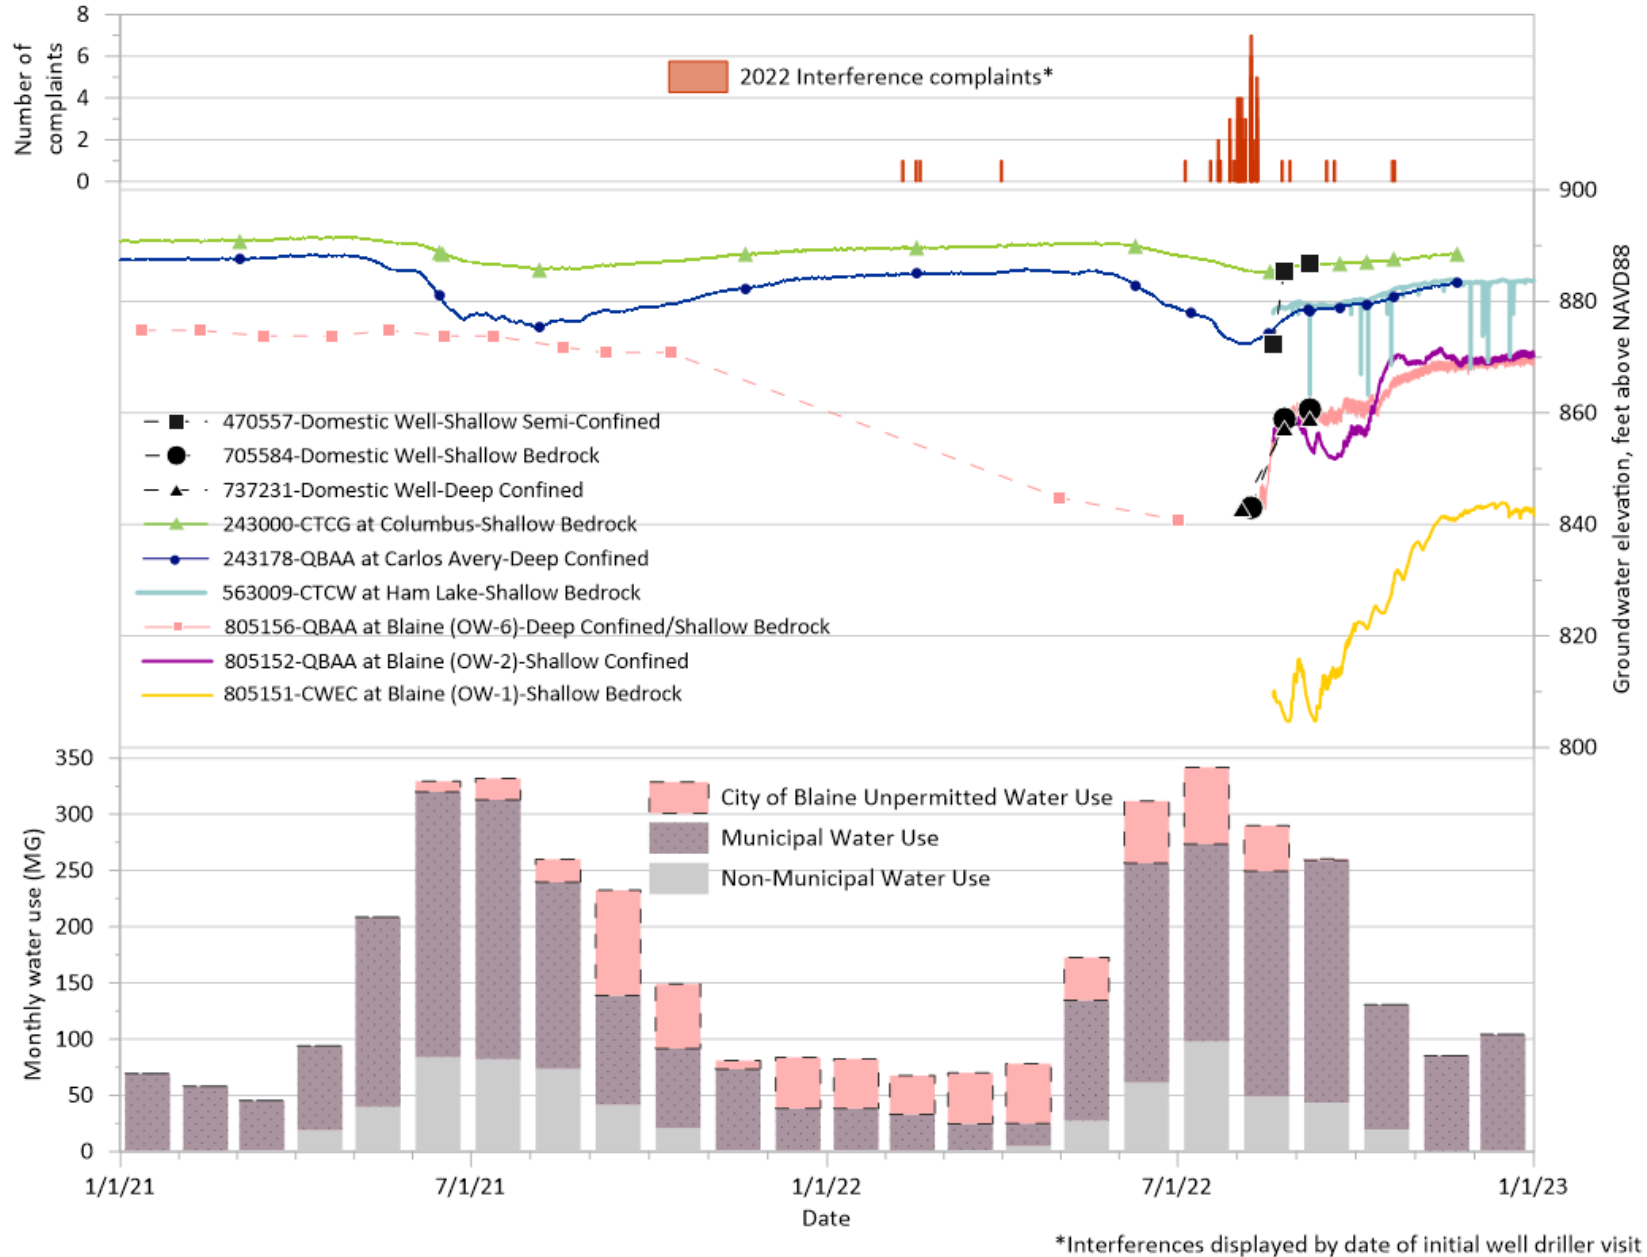 Number of
complaints
8
6
4
2
0
2022 Interference complaints*
900
880
860
840
820
800
Groundwater elevation, feet above NAVD88
470557-Domestic Well-Shallow Semi-Confined
705584-Domestic Well-Shallow Bedrock
737231-Domestic Well-Deep Confined
243000-CTCG at Columbus-Shallow Bedrock
243178-QBAA at Carlos Avery-Deep Confined
563009-CTCW at Ham Lake-Shallow Bedrock
805156-QBAA at Blaine (OW-6)-Deep Confined/Shallow Bedrock
805152-QBAA at Blaine (OW-2)-Shallow Confined
805151-CWEC at Blaine (OW-1)-Shallow Bedrock
Monthly water use (MG)
350
300
250
200
150
100
50
0
City of Blaine Unpermitted Water Use
Municipal Water Use
Non-Municipal Water Use
1/1/21
7/1/21
1/1/22
7/1/22
1/1/23
Date
*Interferences displayed by date of initial well driller visit